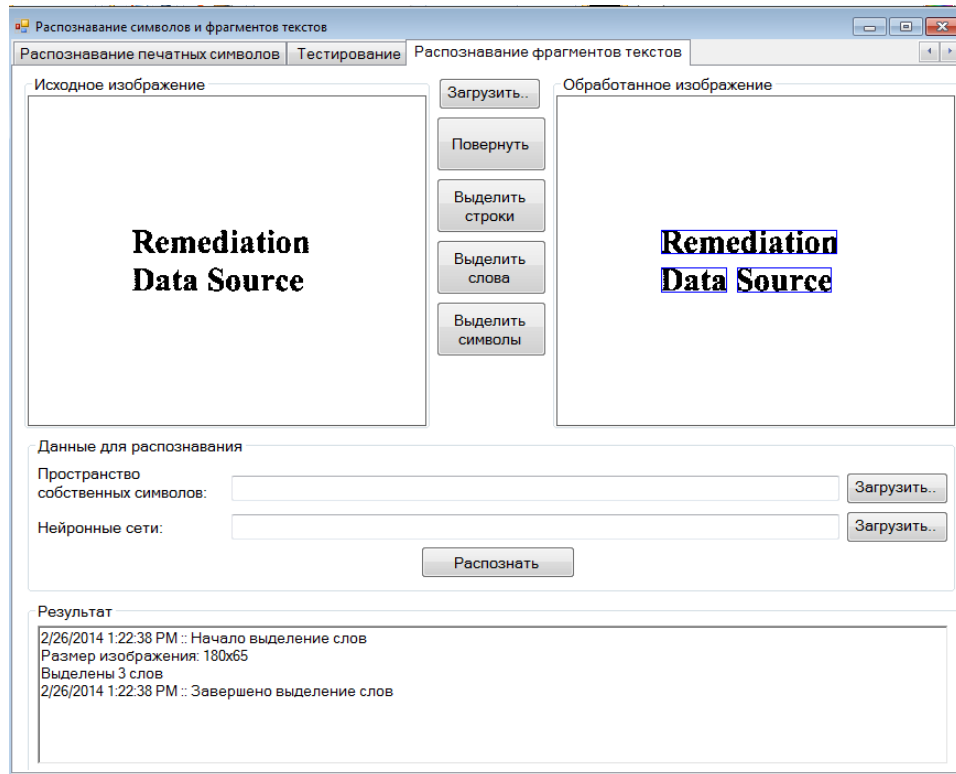 Распознавание символов и фрагментов текстов
Распознавание печатных символов
Тестирование
Распознавание фрагментов текстов
Исходное изображение
Remediation
Data Source
Загрузить..
Повернуть
Выделить
строки
Выделить
слова
Выделить
символы
Обработанное изображение
Remediation
Data Source
Данные для распознавания
Пространство
собственных символов:
Загрузить..
Нейронные сети:
Загрузить..
Распознать
Результат
2/26/2014 1:22:38 PM :: Начало выделение слов
Размер изображения: 180x65
Выделены 3 слов
2/26/2014 1:22:38 PM :: Завершено выделение слов